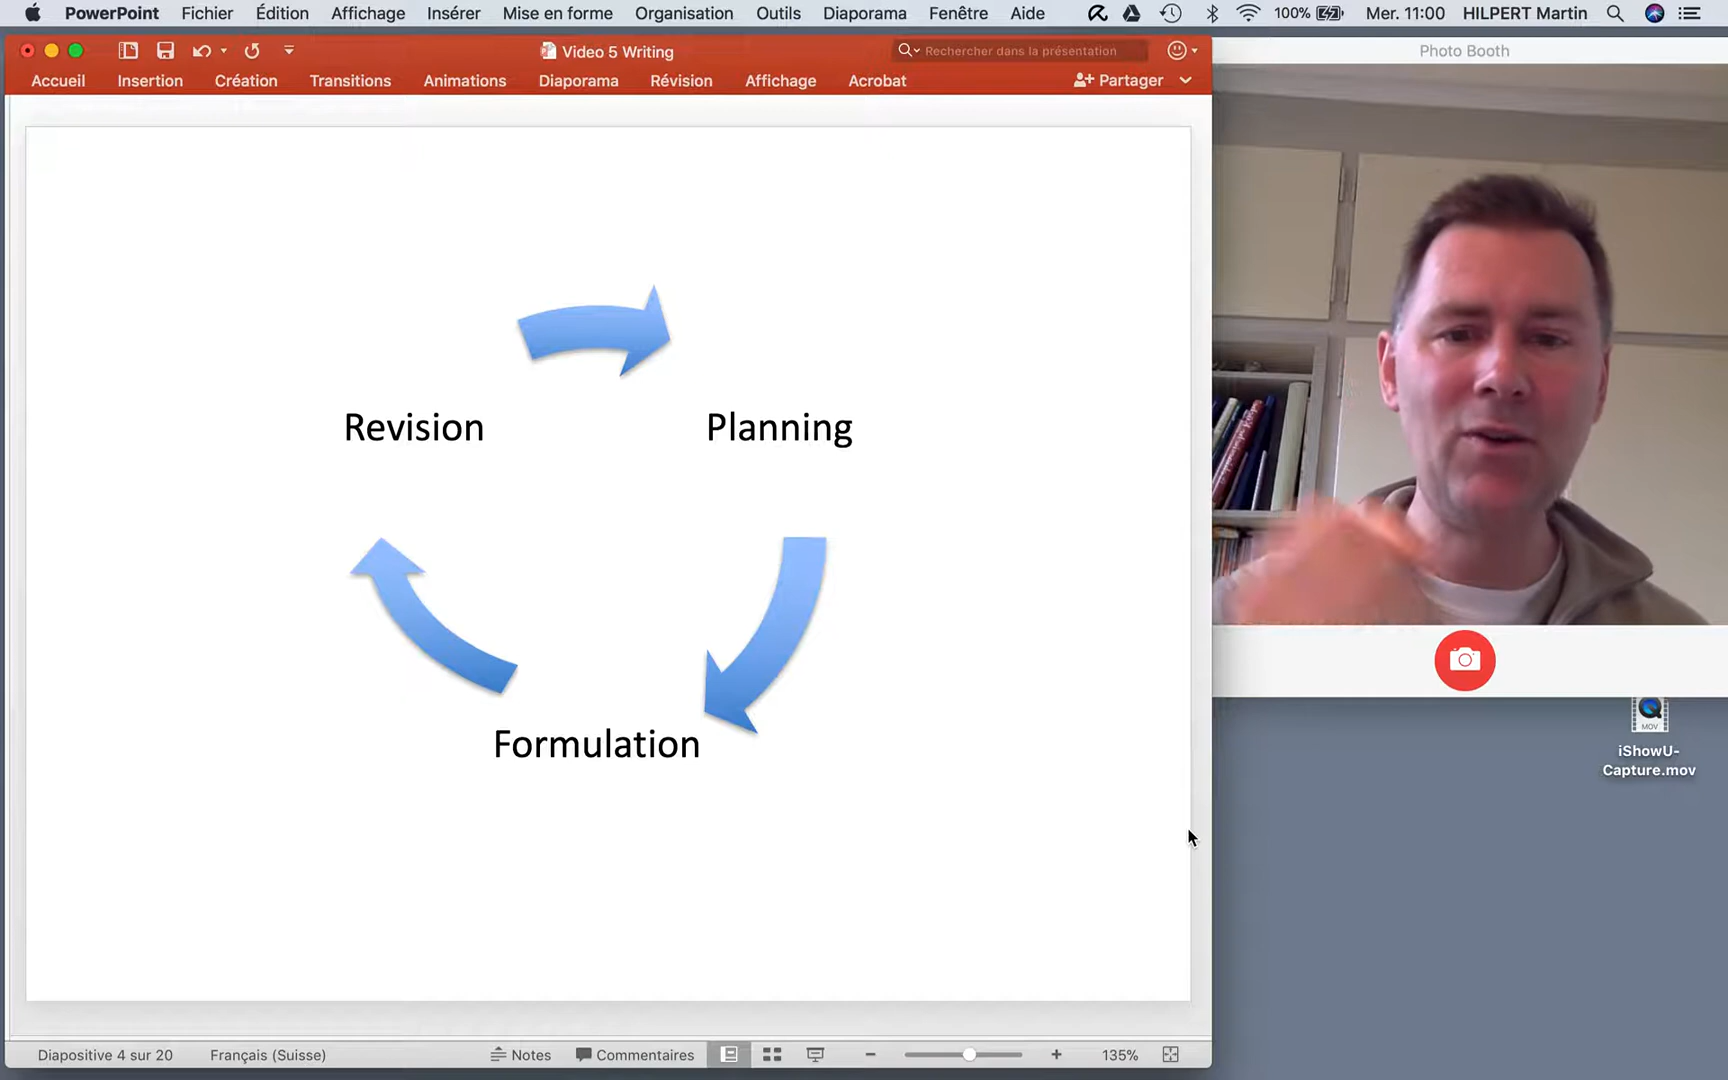 PowerPoint Fichier Édition Affichage Insérer Mise en forme Organisation Outils Diaporama Fenêtre Aide 100% Mer. 11:00 HILPERT Martin
Video 5 Writing
Rechercher dans la présentation
Photo Booth
Accueil Insertion Création Transitions Animations Diaporama Révision Affichage Acrobat Partager
Revision
Planning
Formulation
MOV
iShowU-
Capture.mov
Diapositive 4 sur 20 Français (Suisse) Notes Commentaires 135%